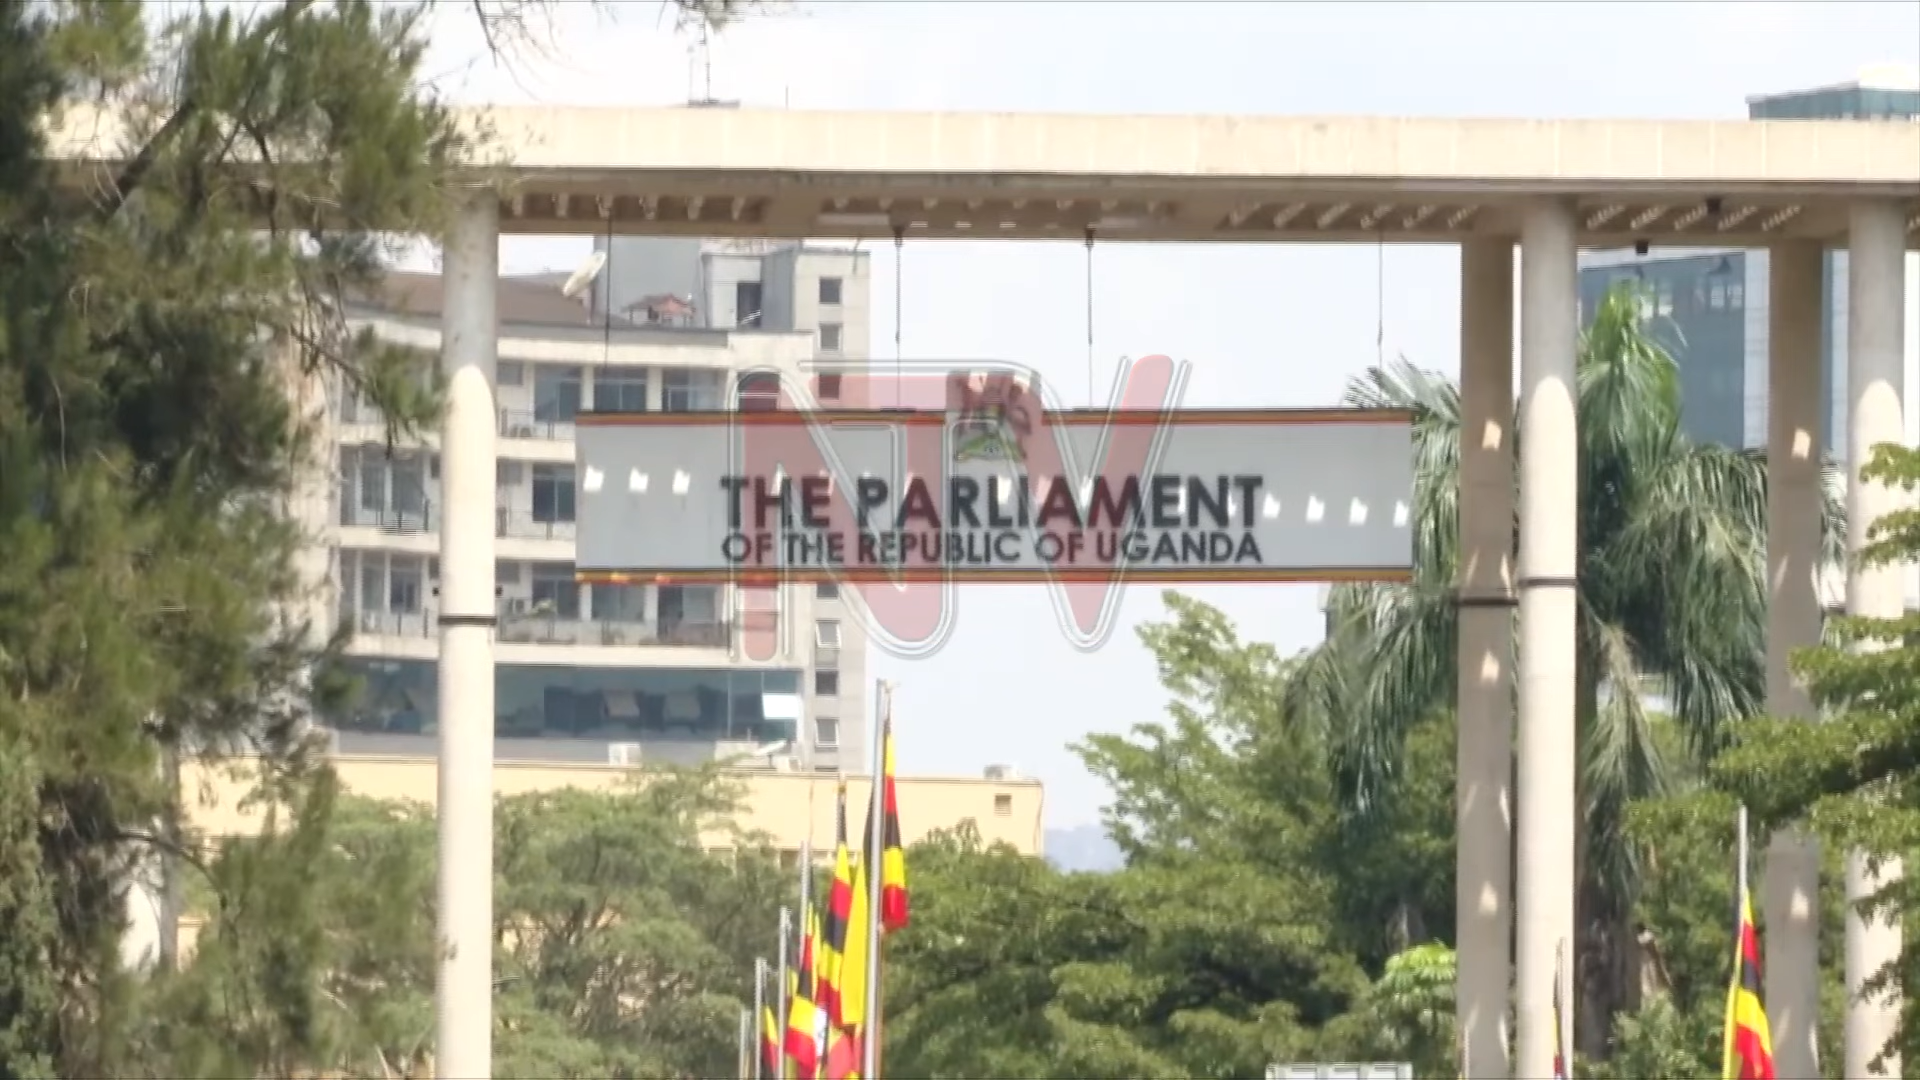 NTV
THE PARLIAMENT
OF THE REPUBLIC OF UGANDA